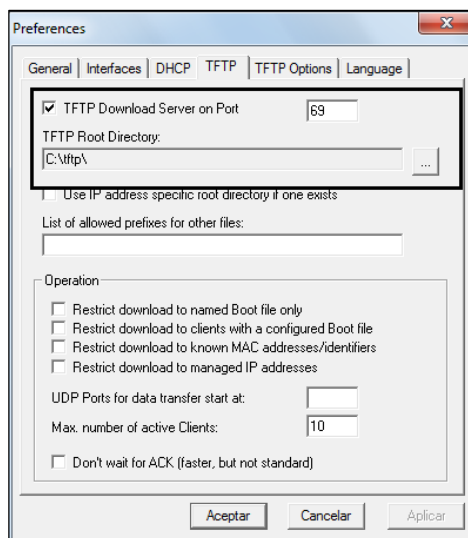 Preferences
General Interfaces DHCP TFTP TFTP Options Language
TFTP Download Server on Port 69
TFTP Root Directory:
C:\tftp\
...
Use IP address specific root directory if one exists
List of allowed prefixes for other files:
Operation
Restrict download to named Boot file only
Restrict download to clients with a configured Boot file
Restrict download to known MAC addresses/identifiers
Restrict download to managed IP addresses
UDP Ports for data transfer start at:
Max. number of active Clients: 10
Don't wait for ACK (faster, but not standard)
Aceptar Cancelar Aplicar